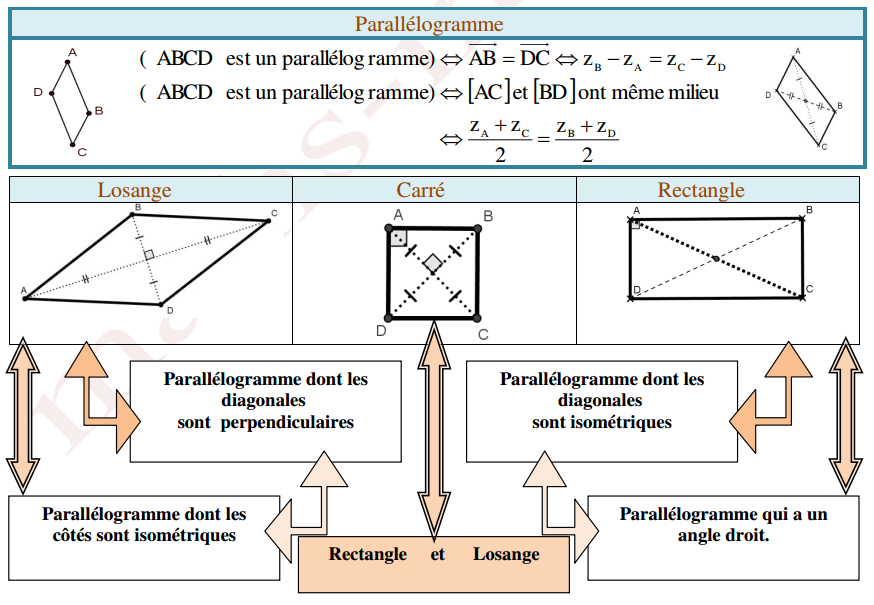 Parallélogramme
( ABCD est un parallélog ramme) ⇔ AB = DC ⇔ z_B − z_A = z_C − z_D
( ABCD est un parallélog ramme) ⇔ [AC] et [BD] ont même milieu
⇔ (z_A + z_C)/2 = (z_B + z_D)/2
A
D
B
C
A
D
B
C
Losange
Carré
Rectangle
B
C
A
D
A
B
D
C
A
B
D
C
Parallélogramme dont les
diagonales
sont perpendiculaires
Parallélogramme dont les
diagonales
sont isométriques
Parallélogramme dont les
côtés sont isométriques
Rectangle et Losange
Parallélogramme qui a un
angle droit.